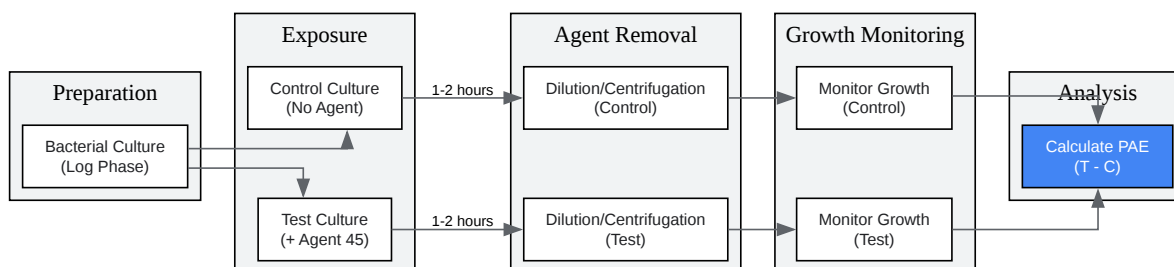 Preparation
Bacterial Culture
(Log Phase)
Exposure
Control Culture
(No Agent)
Test Culture
(+ Agent 45)
1-2 hours
1-2 hours
Agent Removal
Dilution/Centrifugation
(Control)
Dilution/Centrifugation
(Test)
Growth Monitoring
Monitor Growth
(Control)
Monitor Growth
(Test)
Analysis
Calculate PAE
(T - C)